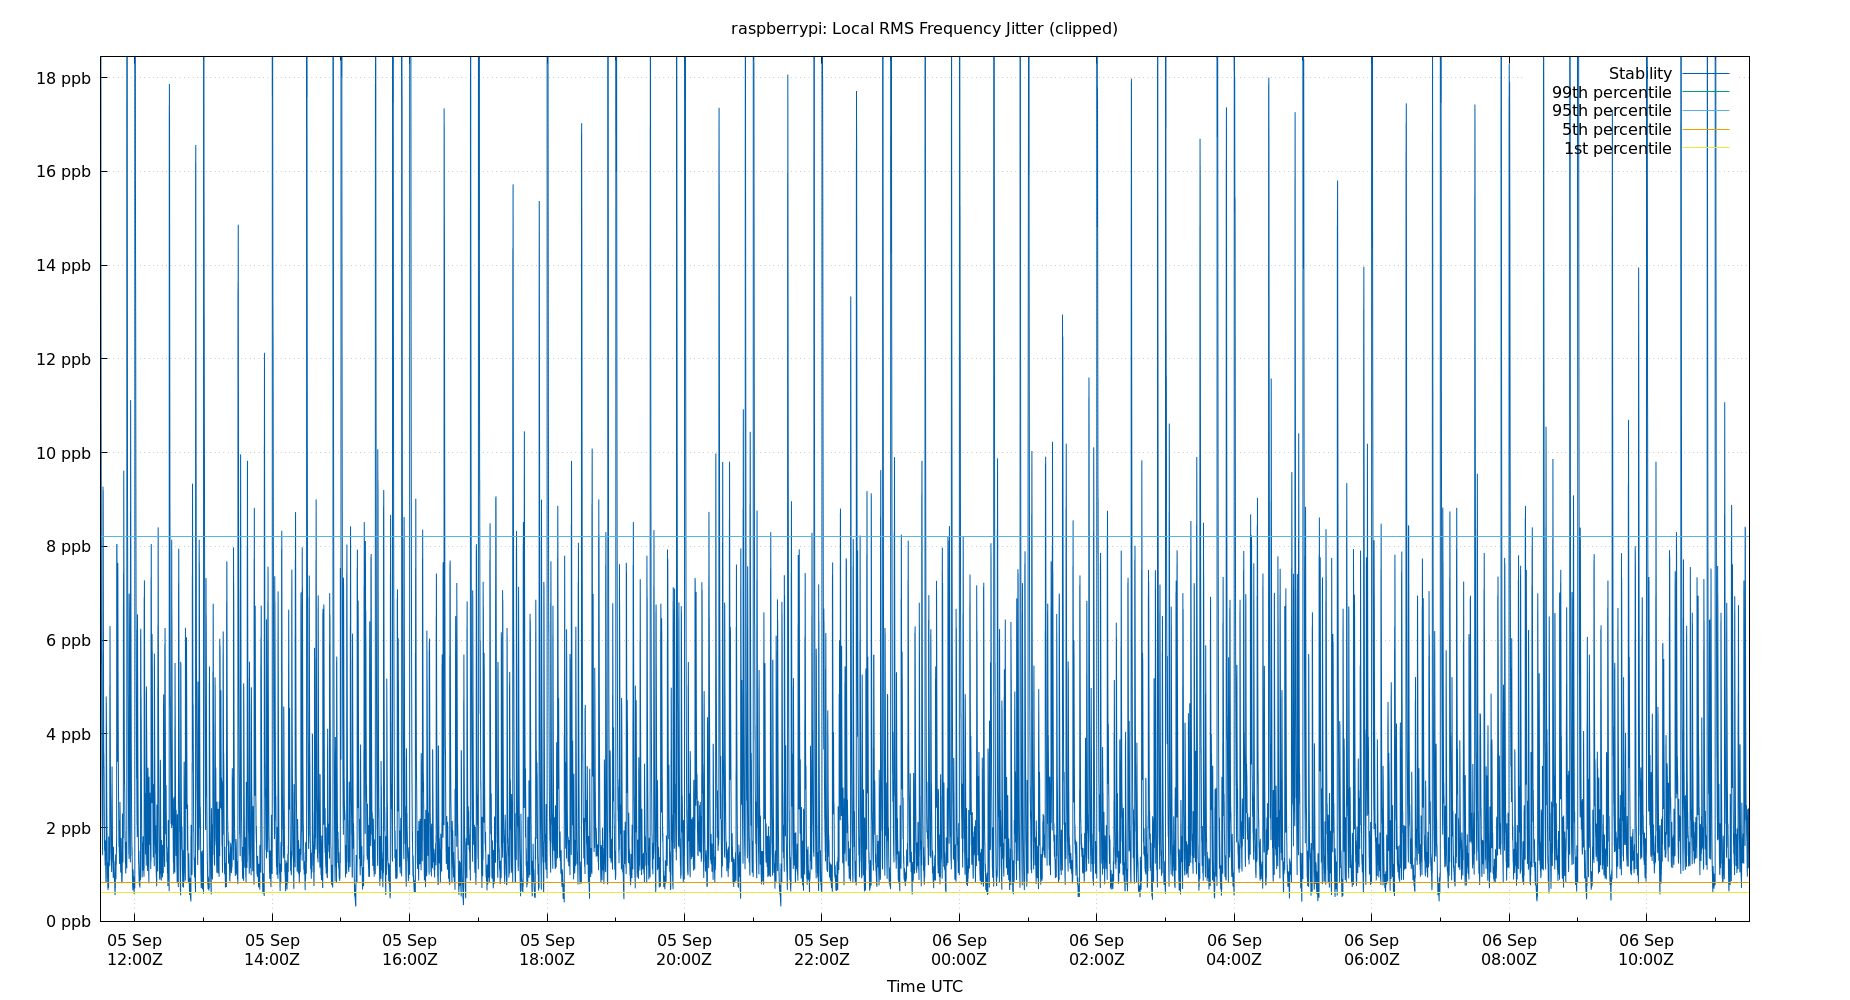 raspberrypi: Local RMS Frequency Jitter (clipped)
18 ppb
16 ppb
14 ppb
12 ppb
10 ppb
8 ppb
6 ppb
4 ppb
2 ppb
0 ppb
Stability
99th percentile
95th percentile
5th percentile
1st percentile
05 Sep 05 Sep 05 Sep 05 Sep 05 Sep 05 Sep 06 Sep 06 Sep 06 Sep 06 Sep 06 Sep 06 Sep
12:00Z 14:00Z 16:00Z 18:00Z 20:00Z 22:00Z 00:00Z 02:00Z 04:00Z 06:00Z 08:00Z 10:00Z
Time UTC